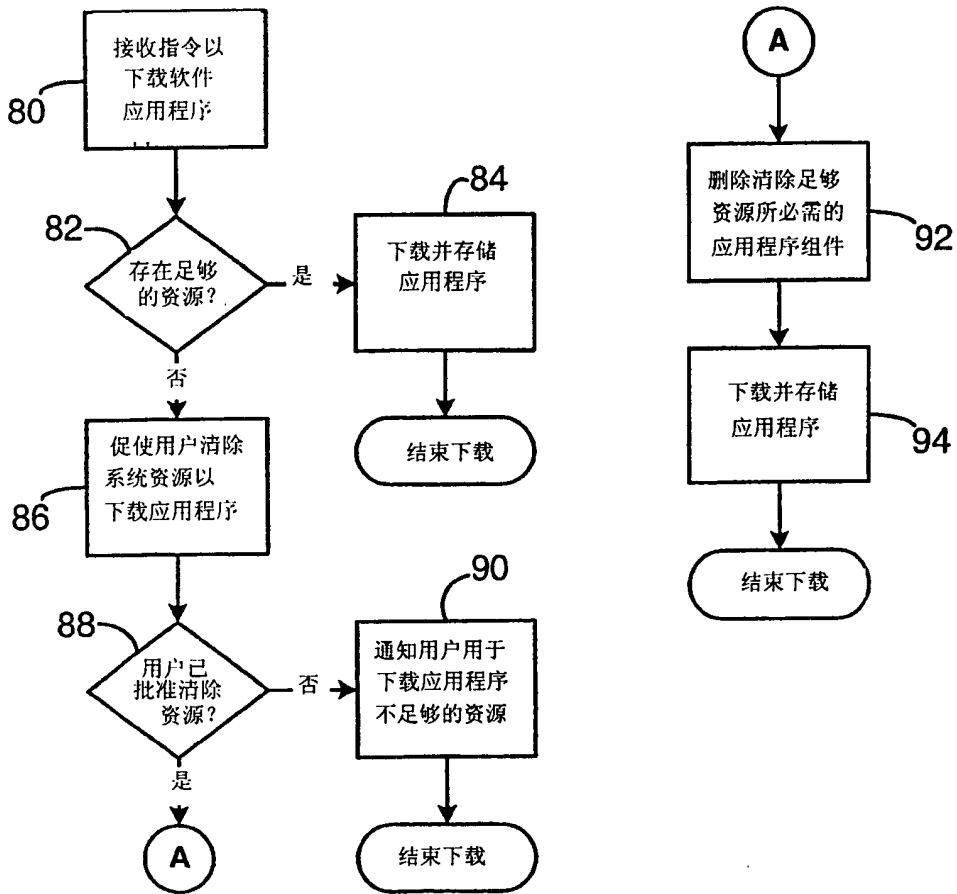 接收指令以
下载软件
应用程序
80
82
存在足够
的资源？
是
84
下载并存储
应用程序
结束下载
否
促使用户清除
系统资源以
下载应用程序
86
88
用户已
批准清除
资源？
否
90
通知用户用于
下载应用程序
不足够的资源
结束下载
是
A
A
删除清除足够
资源所必需的
应用程序组件
92
下载并存储
应用程序
94
结束下载